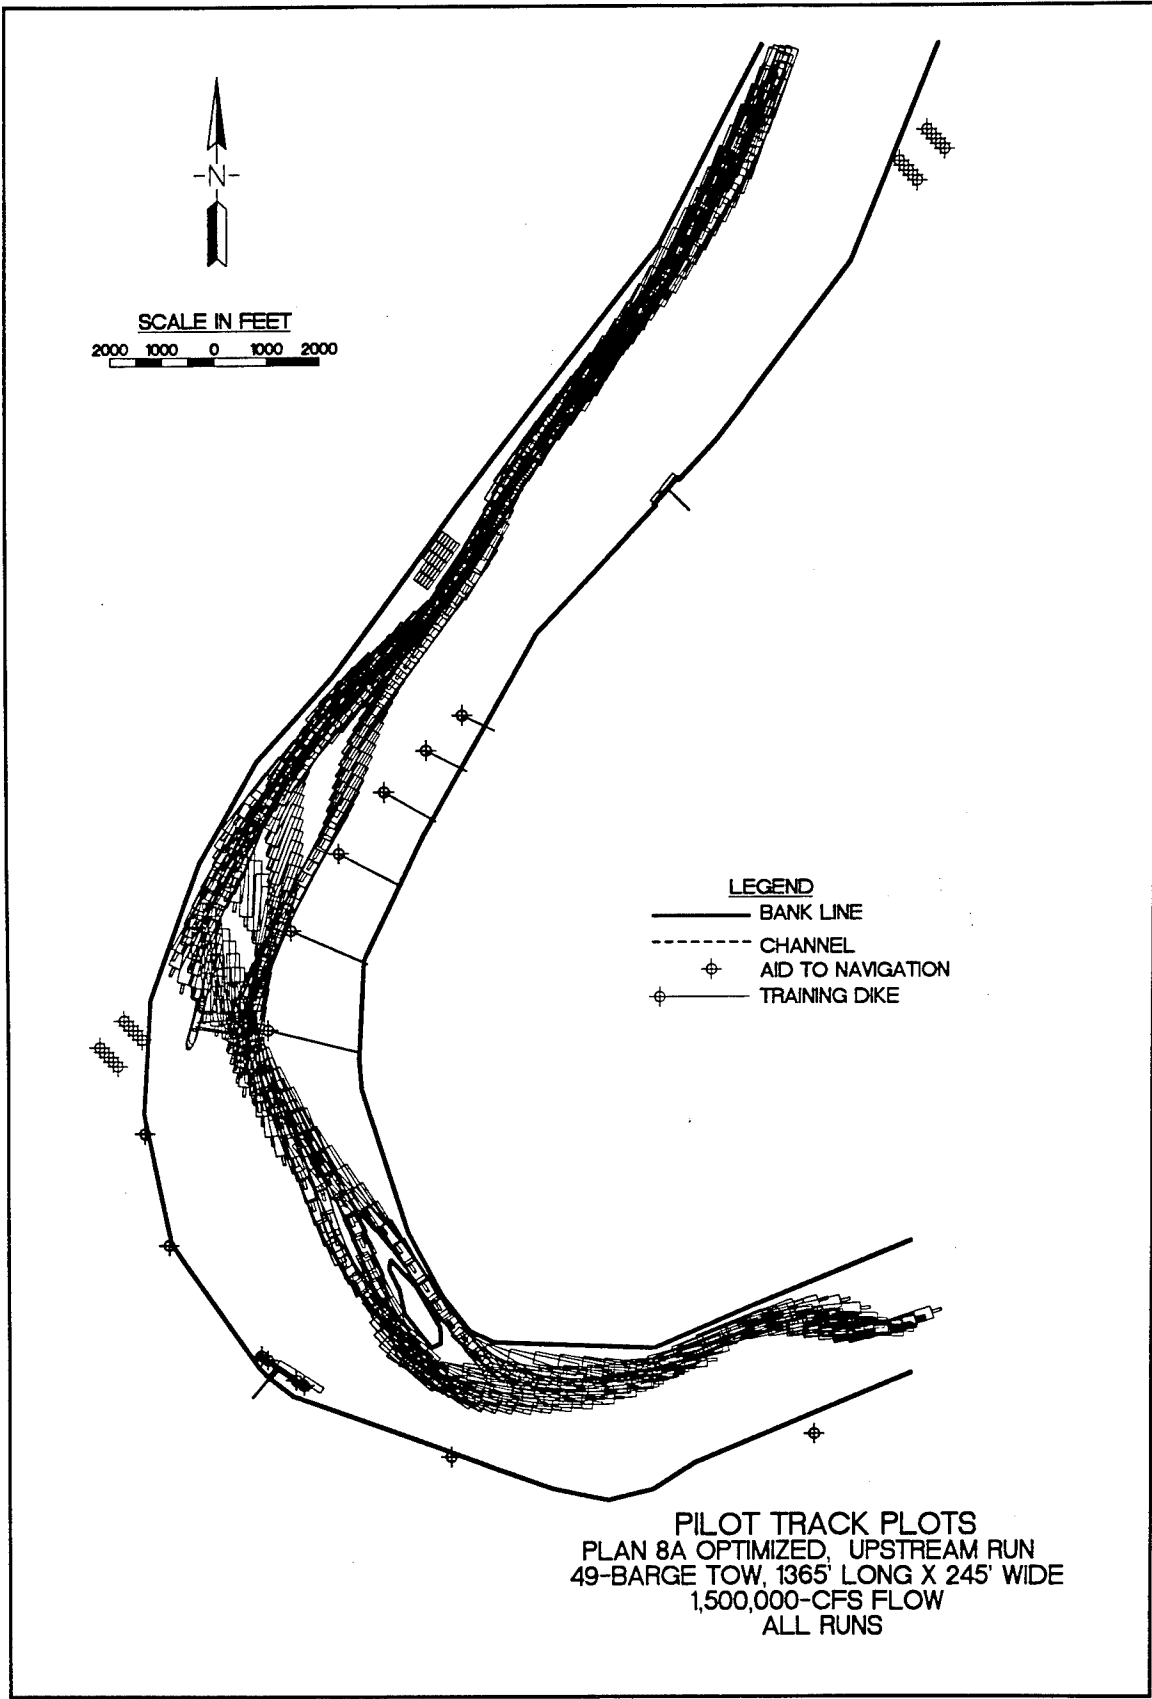 -N-
SCALE IN FEET
2000 1000 0 1000 2000
LEGEND
BANK LINE
CHANNEL
AID TO NAVIGATION
TRAINING DIKE
PILOT TRACK PLOTS
PLAN 8A OPTIMIZED, UPSTREAM RUN
49-BARGE TOW, 1365' LONG X 245' WIDE
1,500,000-CFS FLOW
ALL RUNS